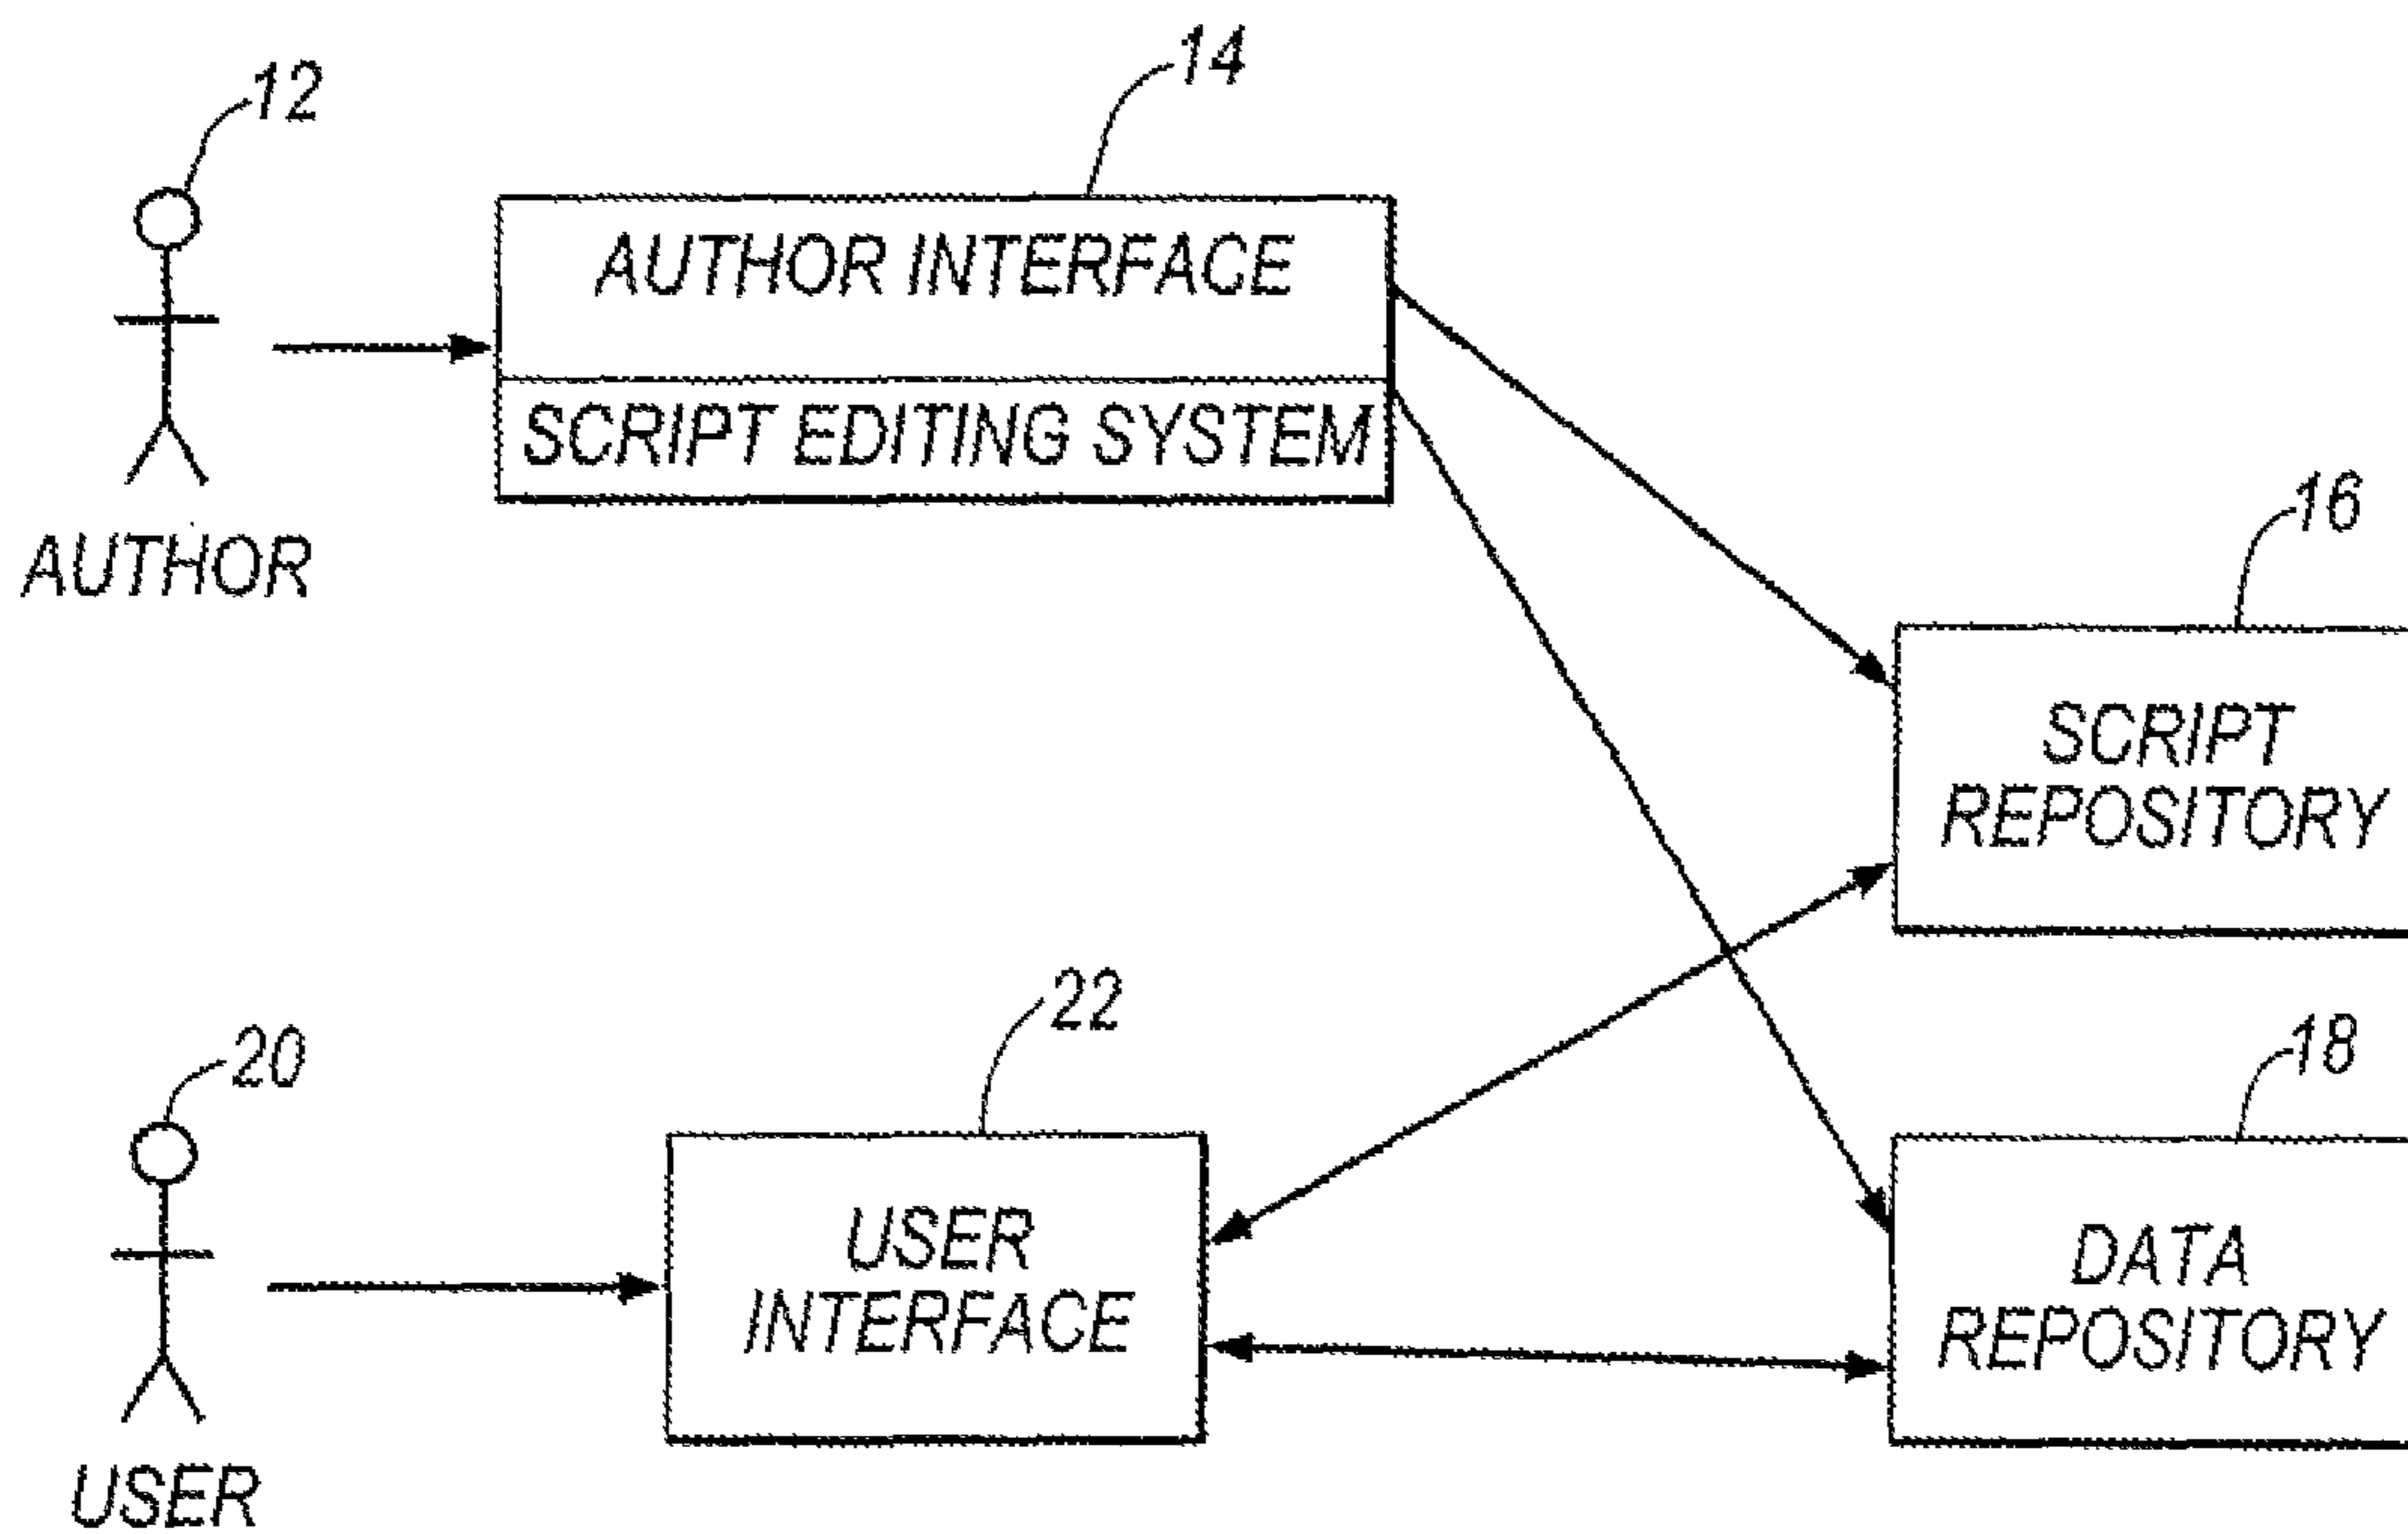 12
14
AUTHOR INTERFACE
SCRIPT EDITING SYSTEM
AUTHOR
16
SCRIPT
REPOSITORY
20
22
18
USER
INTERFACE
DATA
REPOSITORY
USER